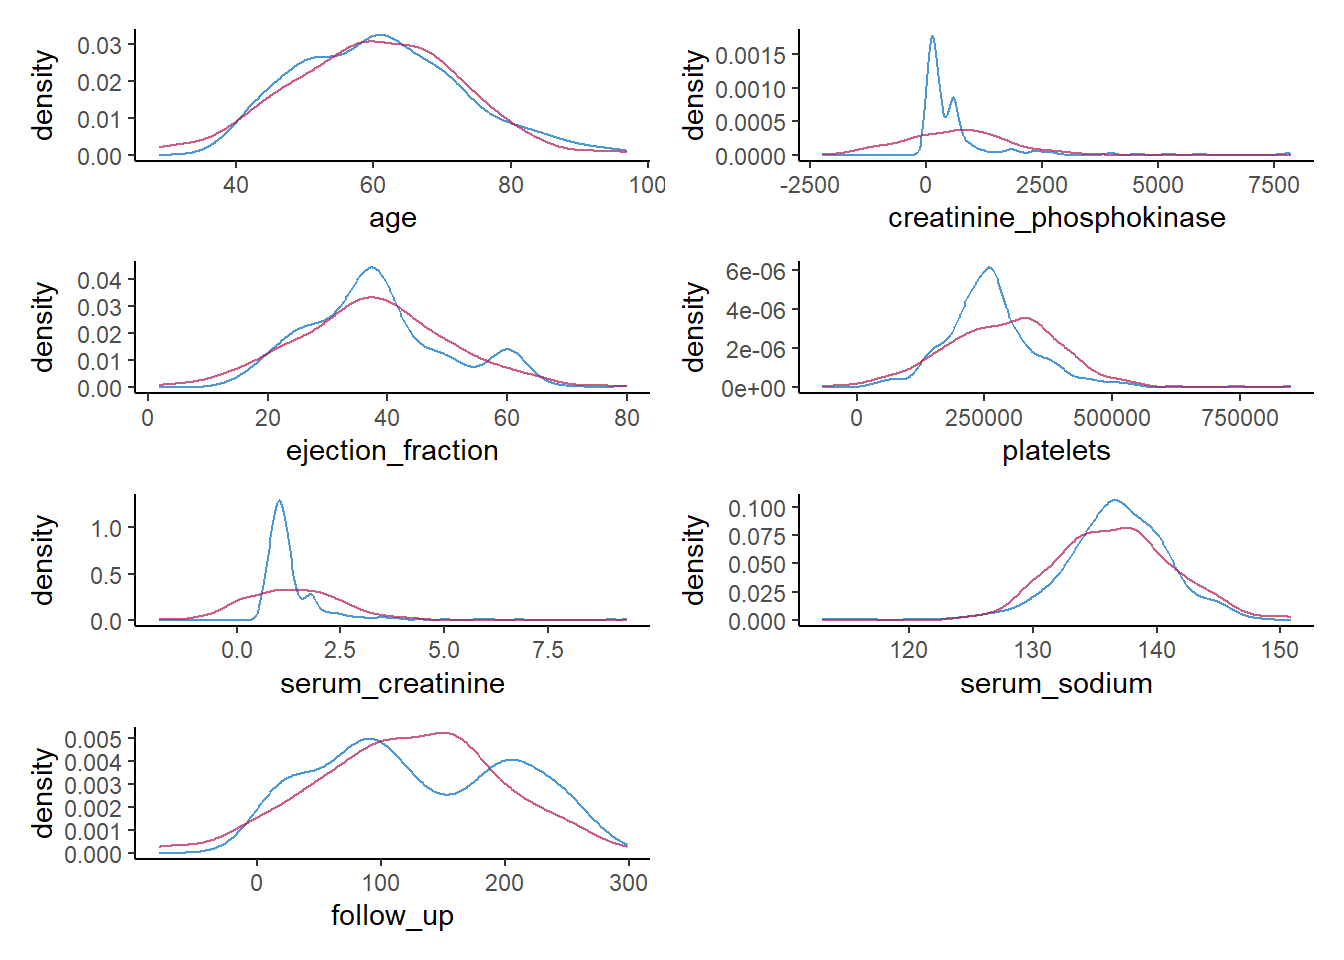 density
0.03
0.02
0.01
0.00
40 60 80 100
age
density
0.0015
0.0010
0.0005
0.0000
-2500 0 2500 5000 7500
creatinine_phosphokinase
density
0.04
0.03
0.02
0.01
0.00
0 20 40 60 80
ejection_fraction
density
6e-06
4e-06
2e-06
0e+00
0 250000 500000 750000
platelets
density
1.0
0.5
0.0
0.0 2.5 5.0 7.5
serum_creatinine
density
0.100
0.075
0.050
0.025
0.000
120 130 140 150
serum_sodium
density
0.005
0.004
0.003
0.002
0.001
0.000
0 100 200 300
follow_up